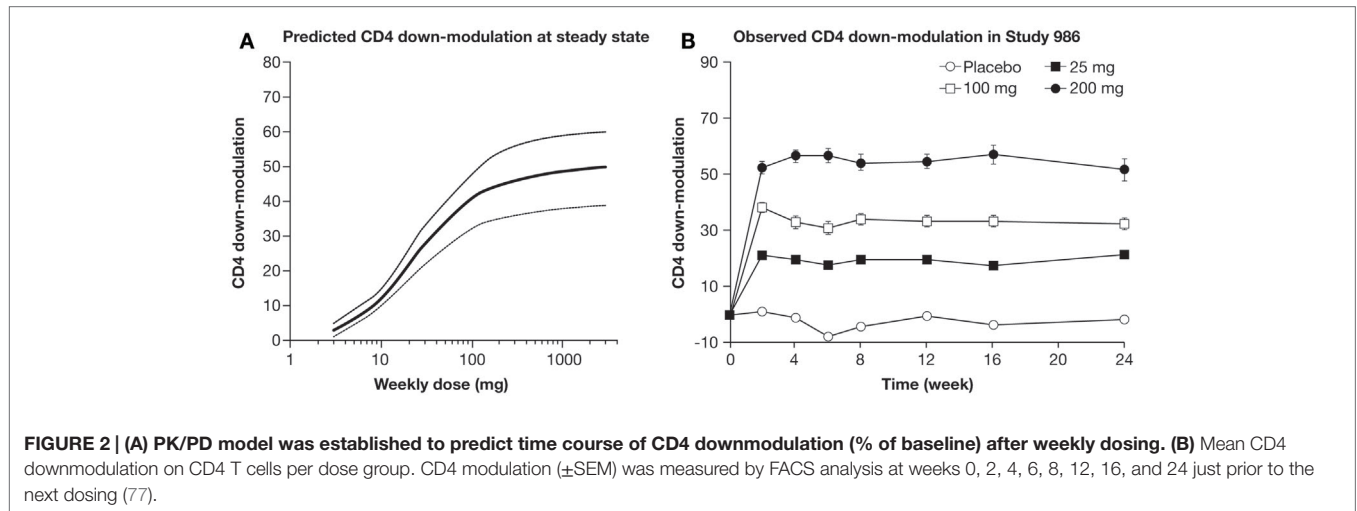 A Predicted CD4 down-modulation at steady state
CD4 down-modulation
80
70
60
50
40
30
20
10
0
1 10 100 1000
Weekly dose (mg)
B Observed CD4 down-modulation in Study 986
Placebo 25 mg
100 mg 200 mg
CD4 down-modulation
90
70
50
30
10
-10
0 4 8 12 16 20 24
Time (week)
FIGURE 2 | (A) PK/PD model was established to predict time course of CD4 downmodulation (% of baseline) after weekly dosing. (B) Mean CD4
downmodulation on CD4 T cells per dose group. CD4 modulation (±SEM) was measured by FACS analysis at weeks 0, 2, 4, 6, 8, 12, 16, and 24 just prior to the
next dosing (77).